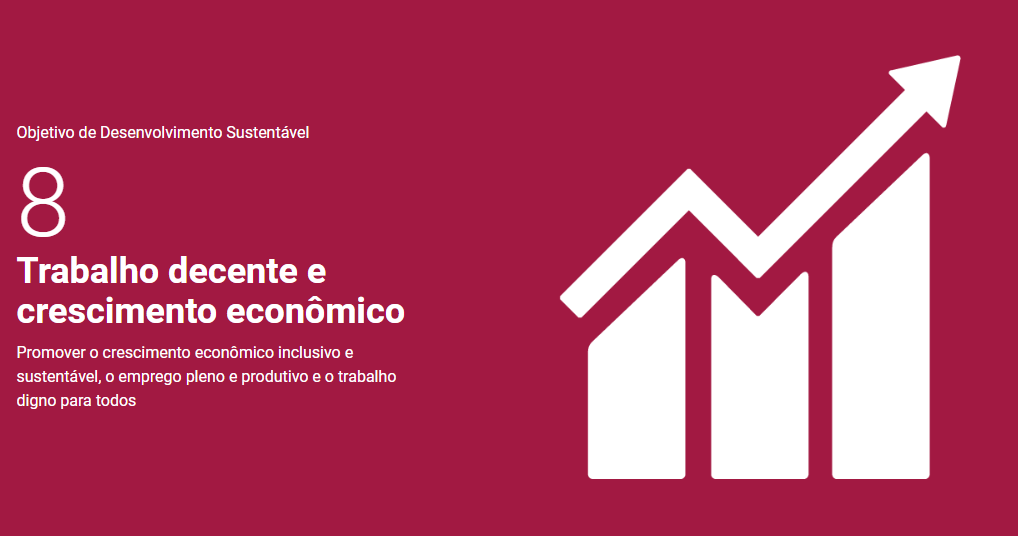 Objetivo de Desenvolvimento Sustentável
8
Trabalho decente e
crescimento econômico
Promover o crescimento econômico inclusivo e
sustentável, o emprego pleno e produtivo e o trabalho
digno para todos